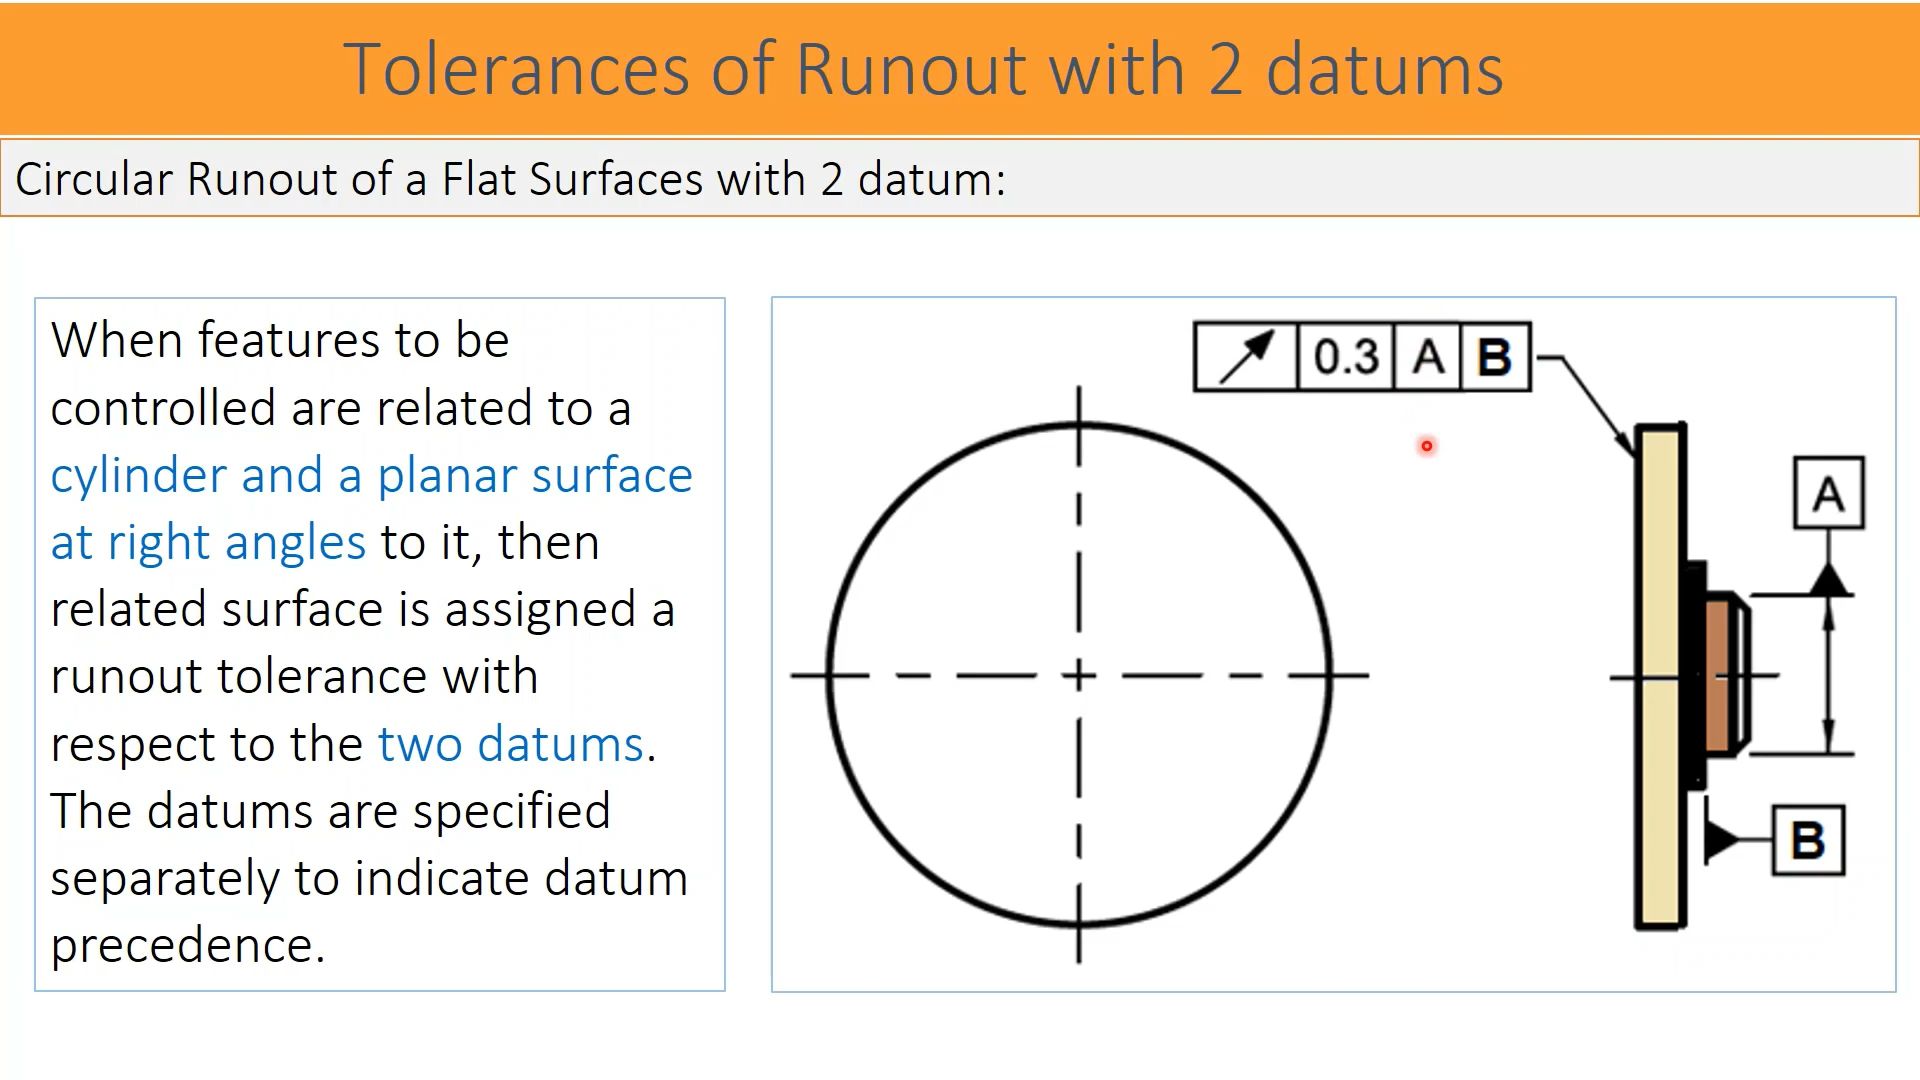 Tolerances of Runout with 2 datums
Circular Runout of a Flat Surfaces with 2 datum:
When features to be
controlled are related to a
cylinder and a planar surface
at right angles to it, then
related surface is assigned a
runout tolerance with
respect to the two datums.
The datums are specified
separately to indicate datum
precedence.
0.3 A B
A
B